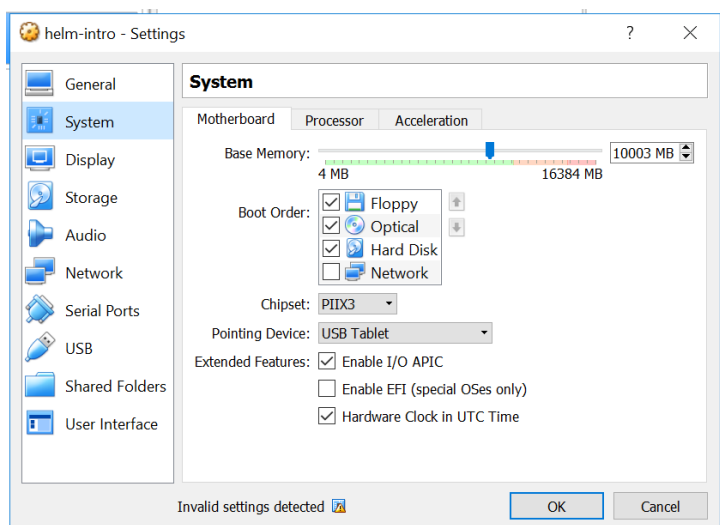 helm-intro - Settings
?
General
System
Display
Storage
Audio
Network
Serial Ports
USB
Shared Folders
User Interface
System
Motherboard Processor Acceleration
Base Memory: 10003 MB
4 MB 16384 MB
Boot Order:
Floppy
Optical
Hard Disk
Network
Chipset: PIIX3
Pointing Device: USB Tablet
Extended Features: Enable I/O APIC
Enable EFI (special OSes only)
Hardware Clock in UTC Time
Invalid settings detected
OK Cancel